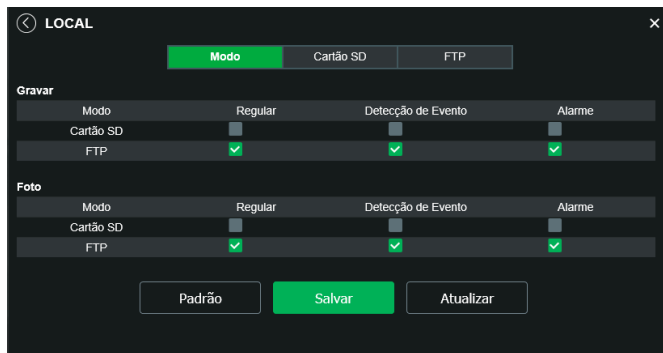 LOCAL
Modo Cartão SD FTP
Gravar
Modo Regular Detecção de Evento Alarme
Cartão SD
FTP
Foto
Modo Regular Detecção de Evento Alarme
Cartão SD
FTP
Padrão Salvar Atualizar